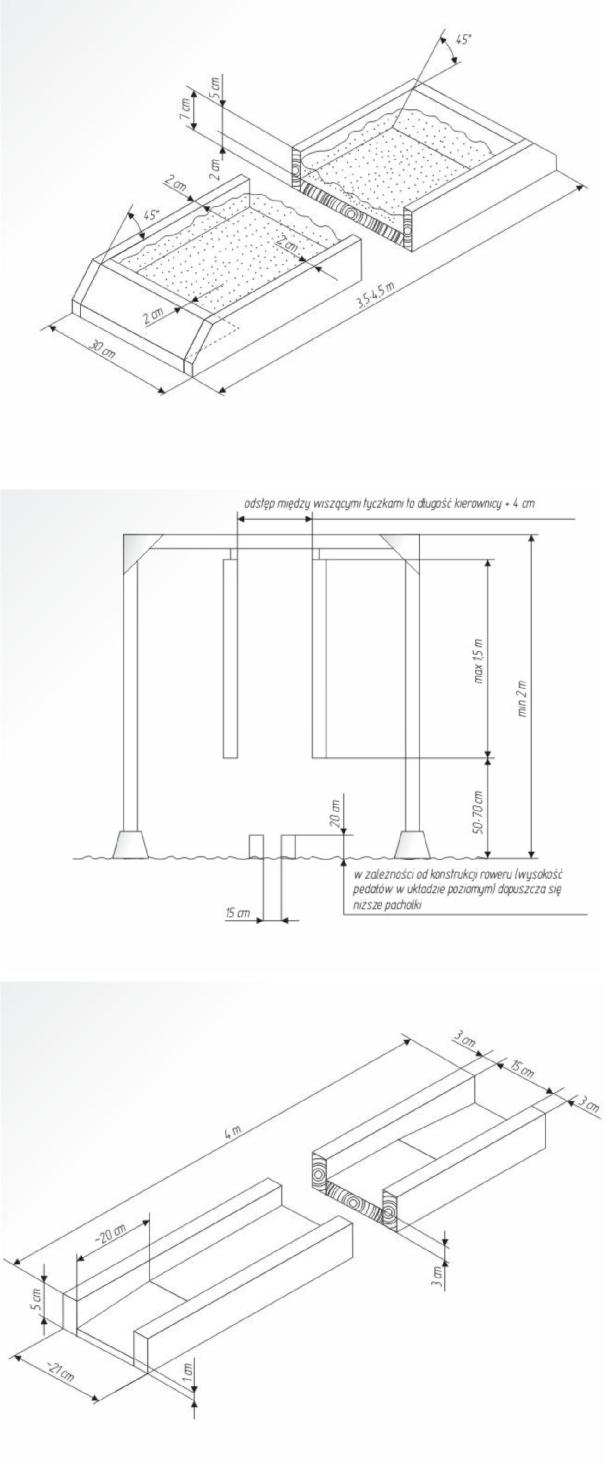 45°
5 cm
7 cm
2 cm
2 cm
45°
2 cm
2 cm
3,5-4,5 m
30 cm
odstęp między wiszącymi tyczkami to długość kierownicy + 4 cm
max 1,5 m
min 2 m
20 cm
50-70 cm
w zalezności od konstrukcji roweru (wysokość
pedałów w układzie poziomym) dopuszcza się
nizsze pachołki
15 cm
3 cm
15 cm
3 cm
4 m
~20 cm
3 cm
5 cm
~21 cm
1 cm